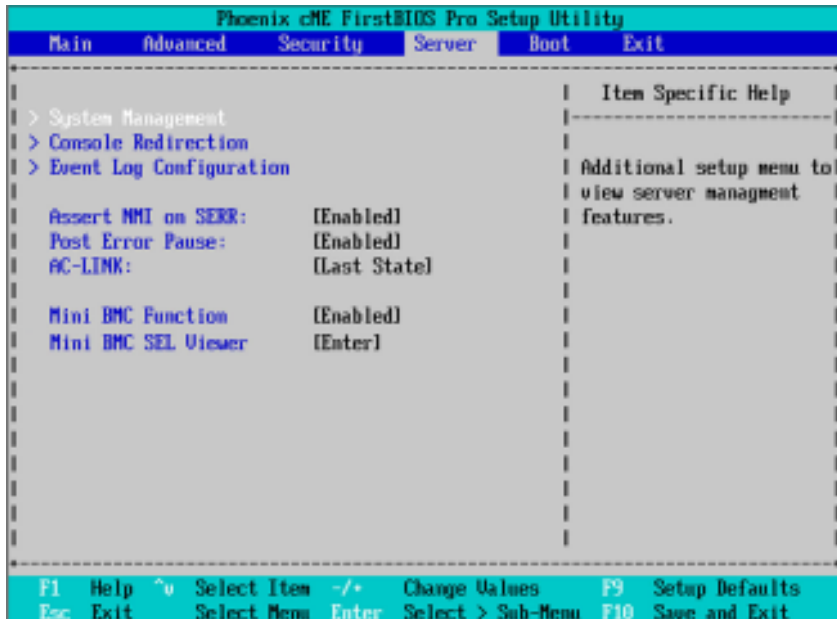 Phoenix cME FirstBIOS Pro Setup Utility
Main Advanced Security Server Boot Exit
Item Specific Help
> System Management
> Console Redirection
> Event Log Configuration
Additional setup menu to
view server managment
features.
Assert NMI on SERR: [Enabled]
Post Error Pause: [Enabled]
AC-LINK: [Last State]
Mini BMC Function [Enabled]
Mini BMC SEL Viewer [Enter]
F1 Help ^v Select Item -/+ Change Values F9 Setup Defaults
Esc Exit Select Menu Enter Select > Sub-Menu F10 Save and Exit